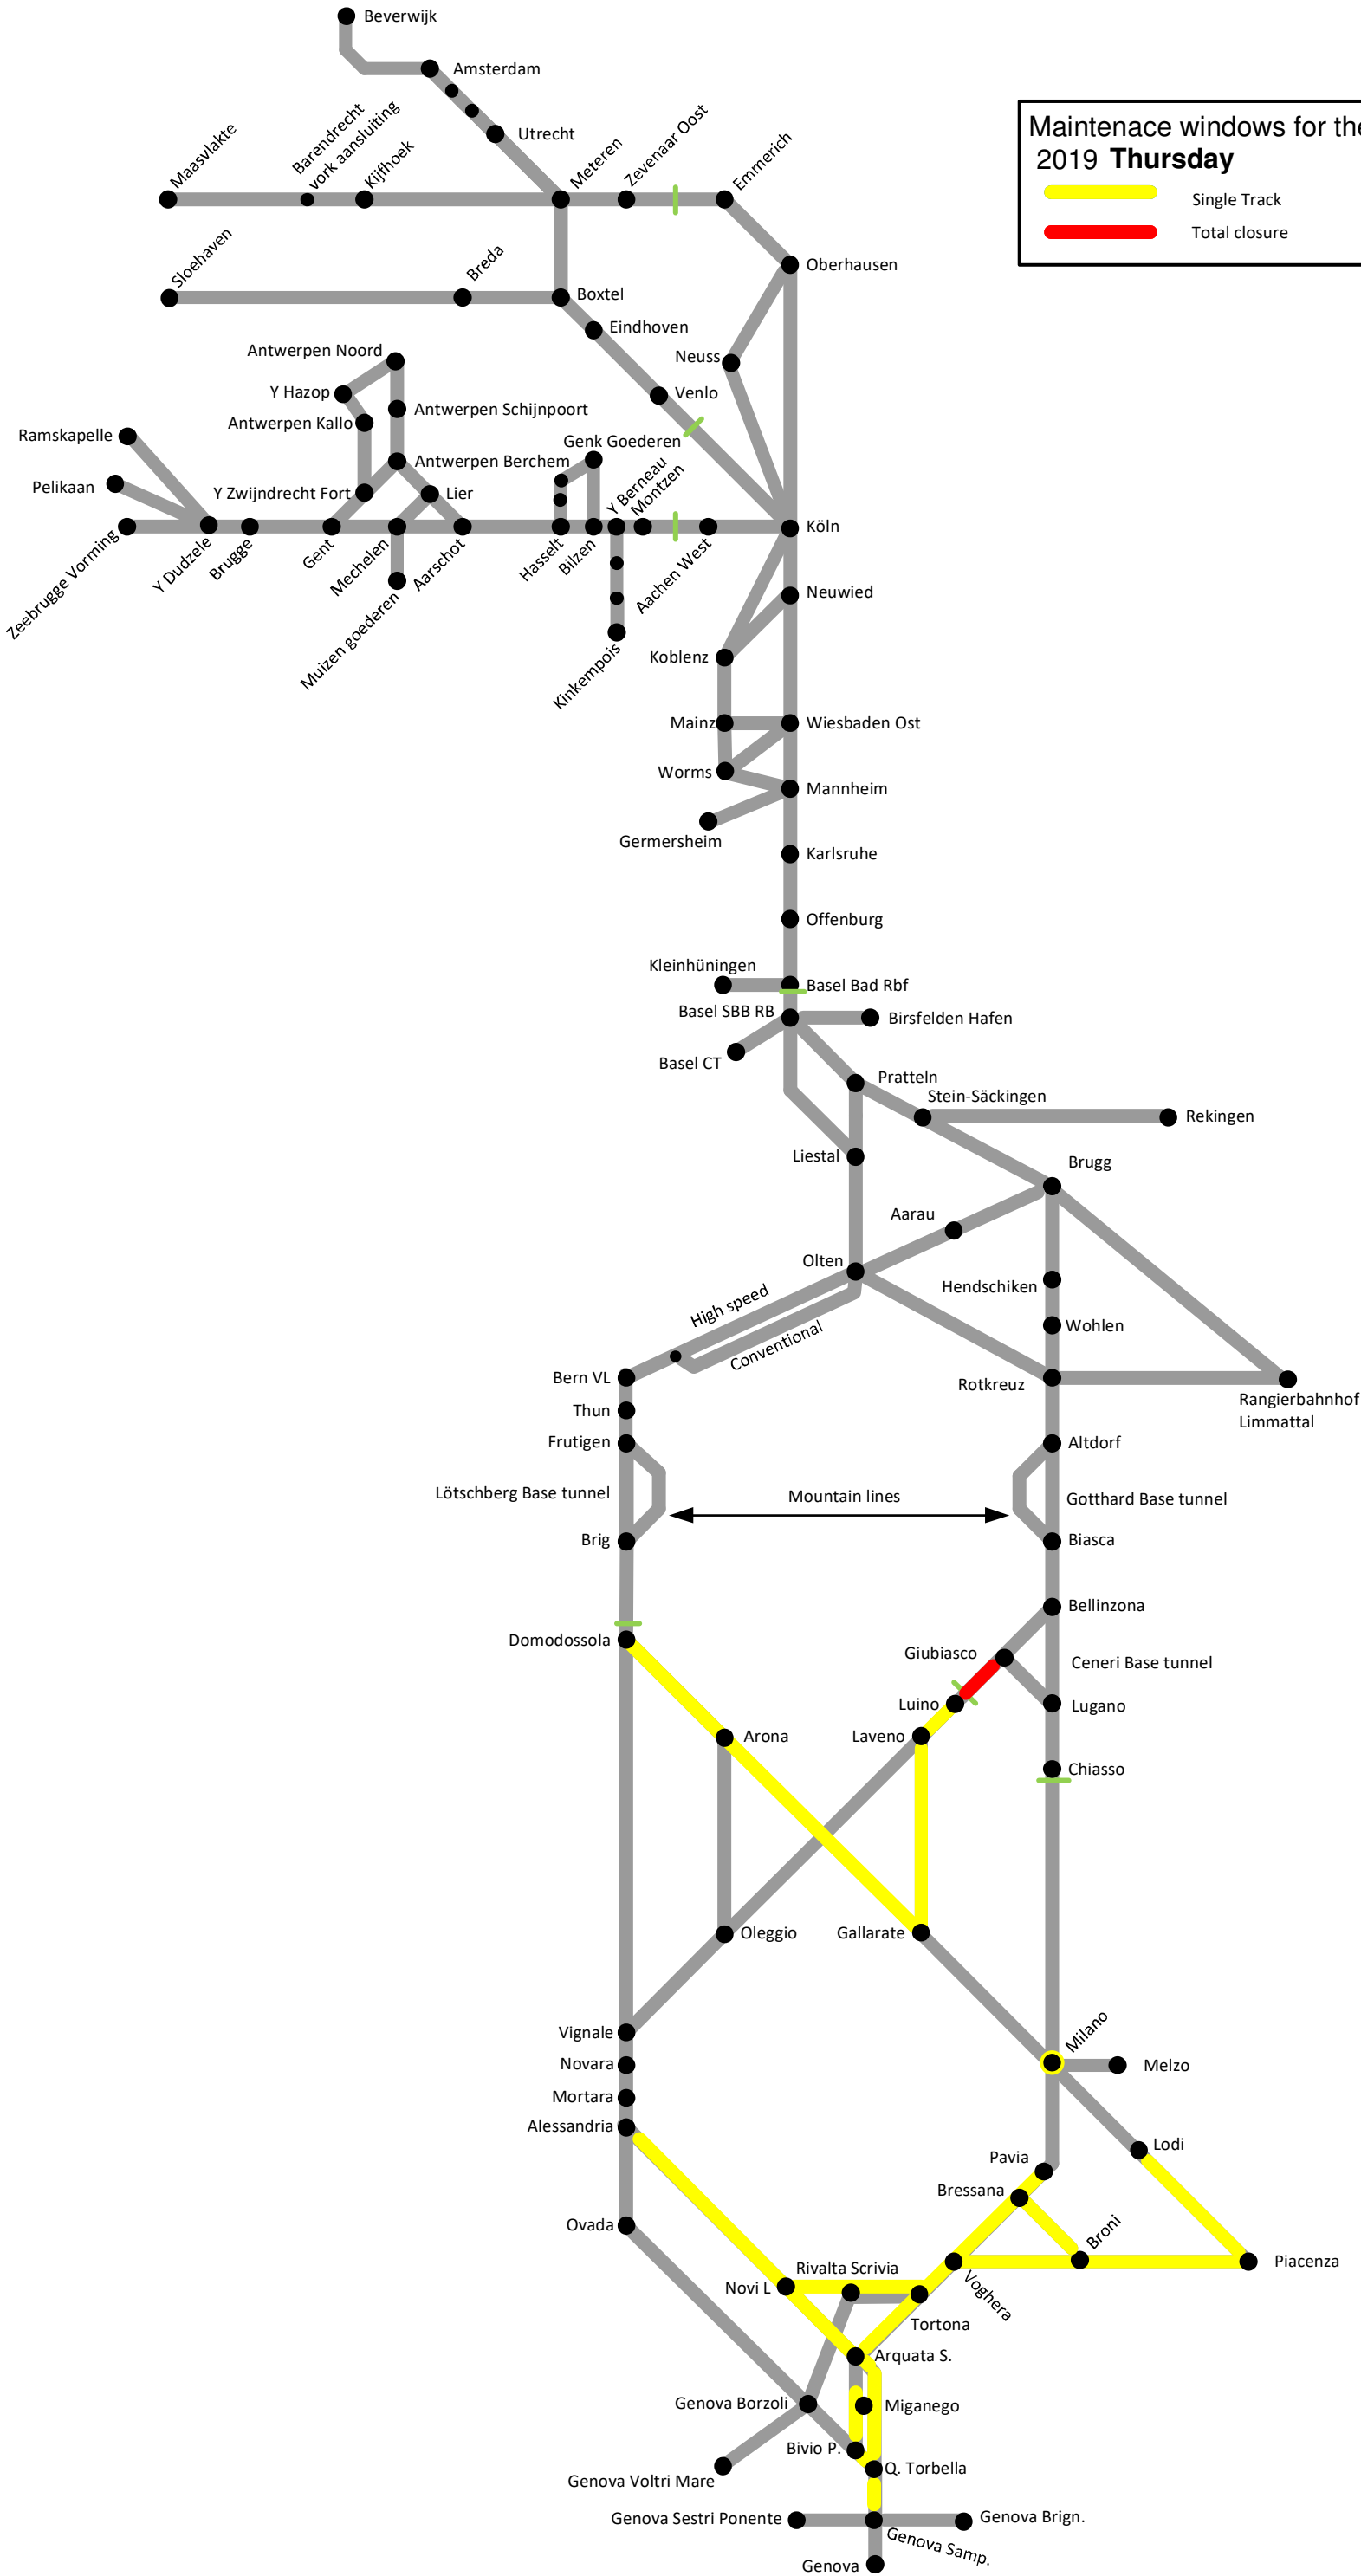 Beverwijk
Amsterdam
Utrecht
Maasvlakte
Barendrecht
vork aansluiting
Kijfhoek
Meteren
Zevenaar Oost
Emmerich
Maintenace windows for the
2019 Thursday
Single Track
Total closure
Sloehaven
Breda
Boxtel
Oberhausen
Eindhoven
Antwerpen Noord
Neuss
Y Hazop
Venlo
Antwerpen Schijnpoort
Antwerpen Kallo
Ramskapelle
Genk Goederen
Antwerpen Berchem
Pelikaan
Y Zwijndrecht Fort
Lier
Y Berneau
Montzen
Köln
Zeebrugge Vorming
Y Dudzele
Brugge
Gent
Mechelen
Aarschot
Hasselt
Bilzen
Aachen West
Muizen goederen
Kinkempois
Neuwied
Koblenz
Mainz
Wiesbaden Ost
Worms
Mannheim
Germersheim
Karlsruhe
Offenburg
Kleinhüningen
Basel Bad Rbf
Basel SBB RB
Birsfelden Hafen
Basel CT
Pratteln
Stein-Säckingen
Rekingen
Liestal
Brugg
Aarau
Olten
Hendschiken
High speed
Conventional
Wohlen
Bern VL
Rotkreuz
Rangierbahnhof
Limmattal
Thun
Frutigen
Altdorf
Lötschberg Base tunnel
Mountain lines
Gotthard Base tunnel
Brig
Biasca
Bellinzona
Domodossola
Giubiasco
Ceneri Base tunnel
Luino
Lugano
Arona
Laveno
Chiasso
Oleggio
Gallarate
Vignale
Milano
Novara
Melzo
Mortara
Alessandria
Lodi
Pavia
Bressana
Ovada
Broni
Rivalta Scrivia
Piacenza
Novi L
Voghera
Tortona
Arquata S.
Genova Borzoli
Miganego
Bivio P.
Q. Torbella
Genova Voltri Mare
Genova Sestri Ponente
Genova Brign.
Genova Samp.
Genova